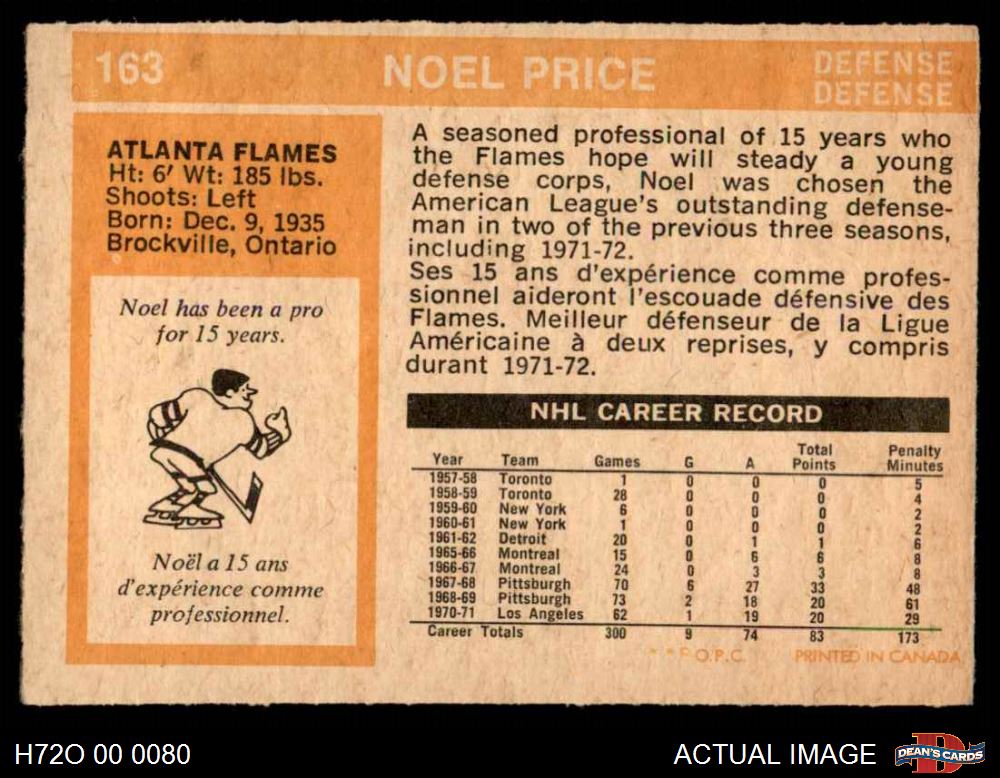 163 NOEL PRICE DEFENSE
DEFENSE
ATLANTA FLAMES
Ht: 6' Wt: 185 lbs.
Shoots: Left
Born: Dec. 9, 1935
Brockville, Ontario
Noel has been a pro
for 15 years.
Noël a 15 ans
d'expérience comme
professionnel.
A seasoned professional of 15 years who
the Flames hope will steady a young
defense corps, Noel was chosen the
American League's outstanding defense-
man in two of the previous three seasons,
including 1971-72.
Ses 15 ans d'expérience comme profes-
sionnel aideront l'escouade défensive des
Flames. Meilleur défenseur de la Ligue
Américaine à deux reprises, y compris
durant 1971-72.
NHL CAREER RECORD
Year Team Games G A Total Points Penalty Minutes
1957-58 Toronto 1 0 0 0 5
1958-59 Toronto 28 0 0 0 4
1959-60 New York 6 0 0 0 2
1960-61 New York 1 0 0 0 2
1961-62 Detroit 20 0 1 1 6
1965-66 Montreal 15 0 6 6 8
1966-67 Montreal 24 0 3 3 8
1967-68 Pittsburgh 70 6 27 33 48
1968-69 Pittsburgh 73 2 18 20 61
1970-71 Los Angeles 62 1 19 20 29
Career Totals 300 9 74 83 173
* * O.P.C. PRINTED IN CANADA
H72O 00 0080 ACTUAL IMAGE DEAN'S CARDS